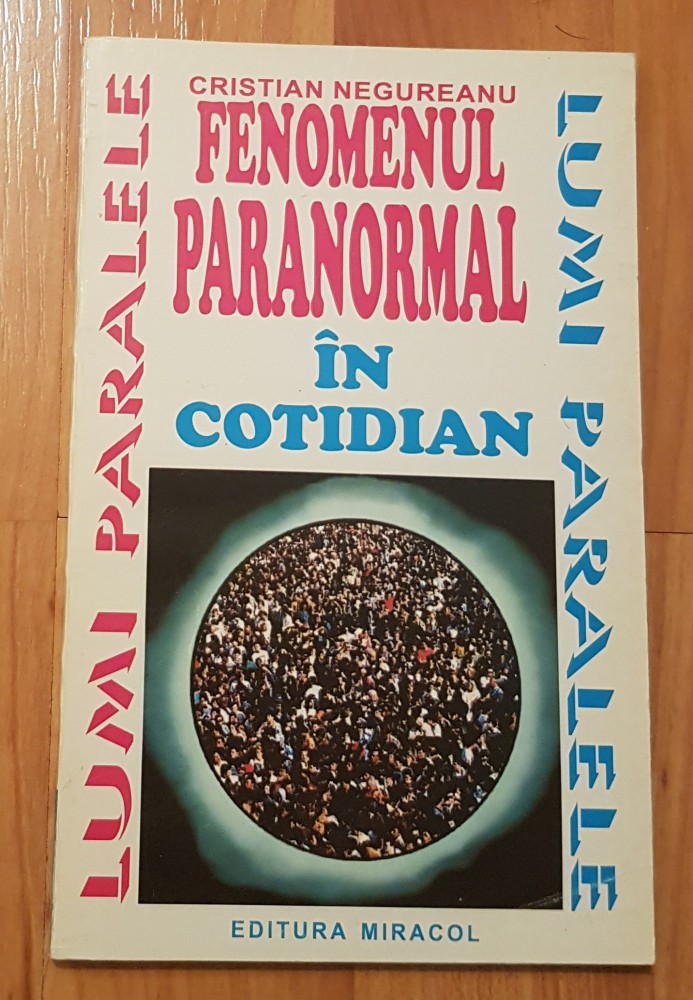 CRISTIAN NEGUREANU
FENOMENUL
PARANORMAL
ÎN
COTIDIAN
LUMI PARALELE
LUMI PARALELE
EDITURA MIRACOL